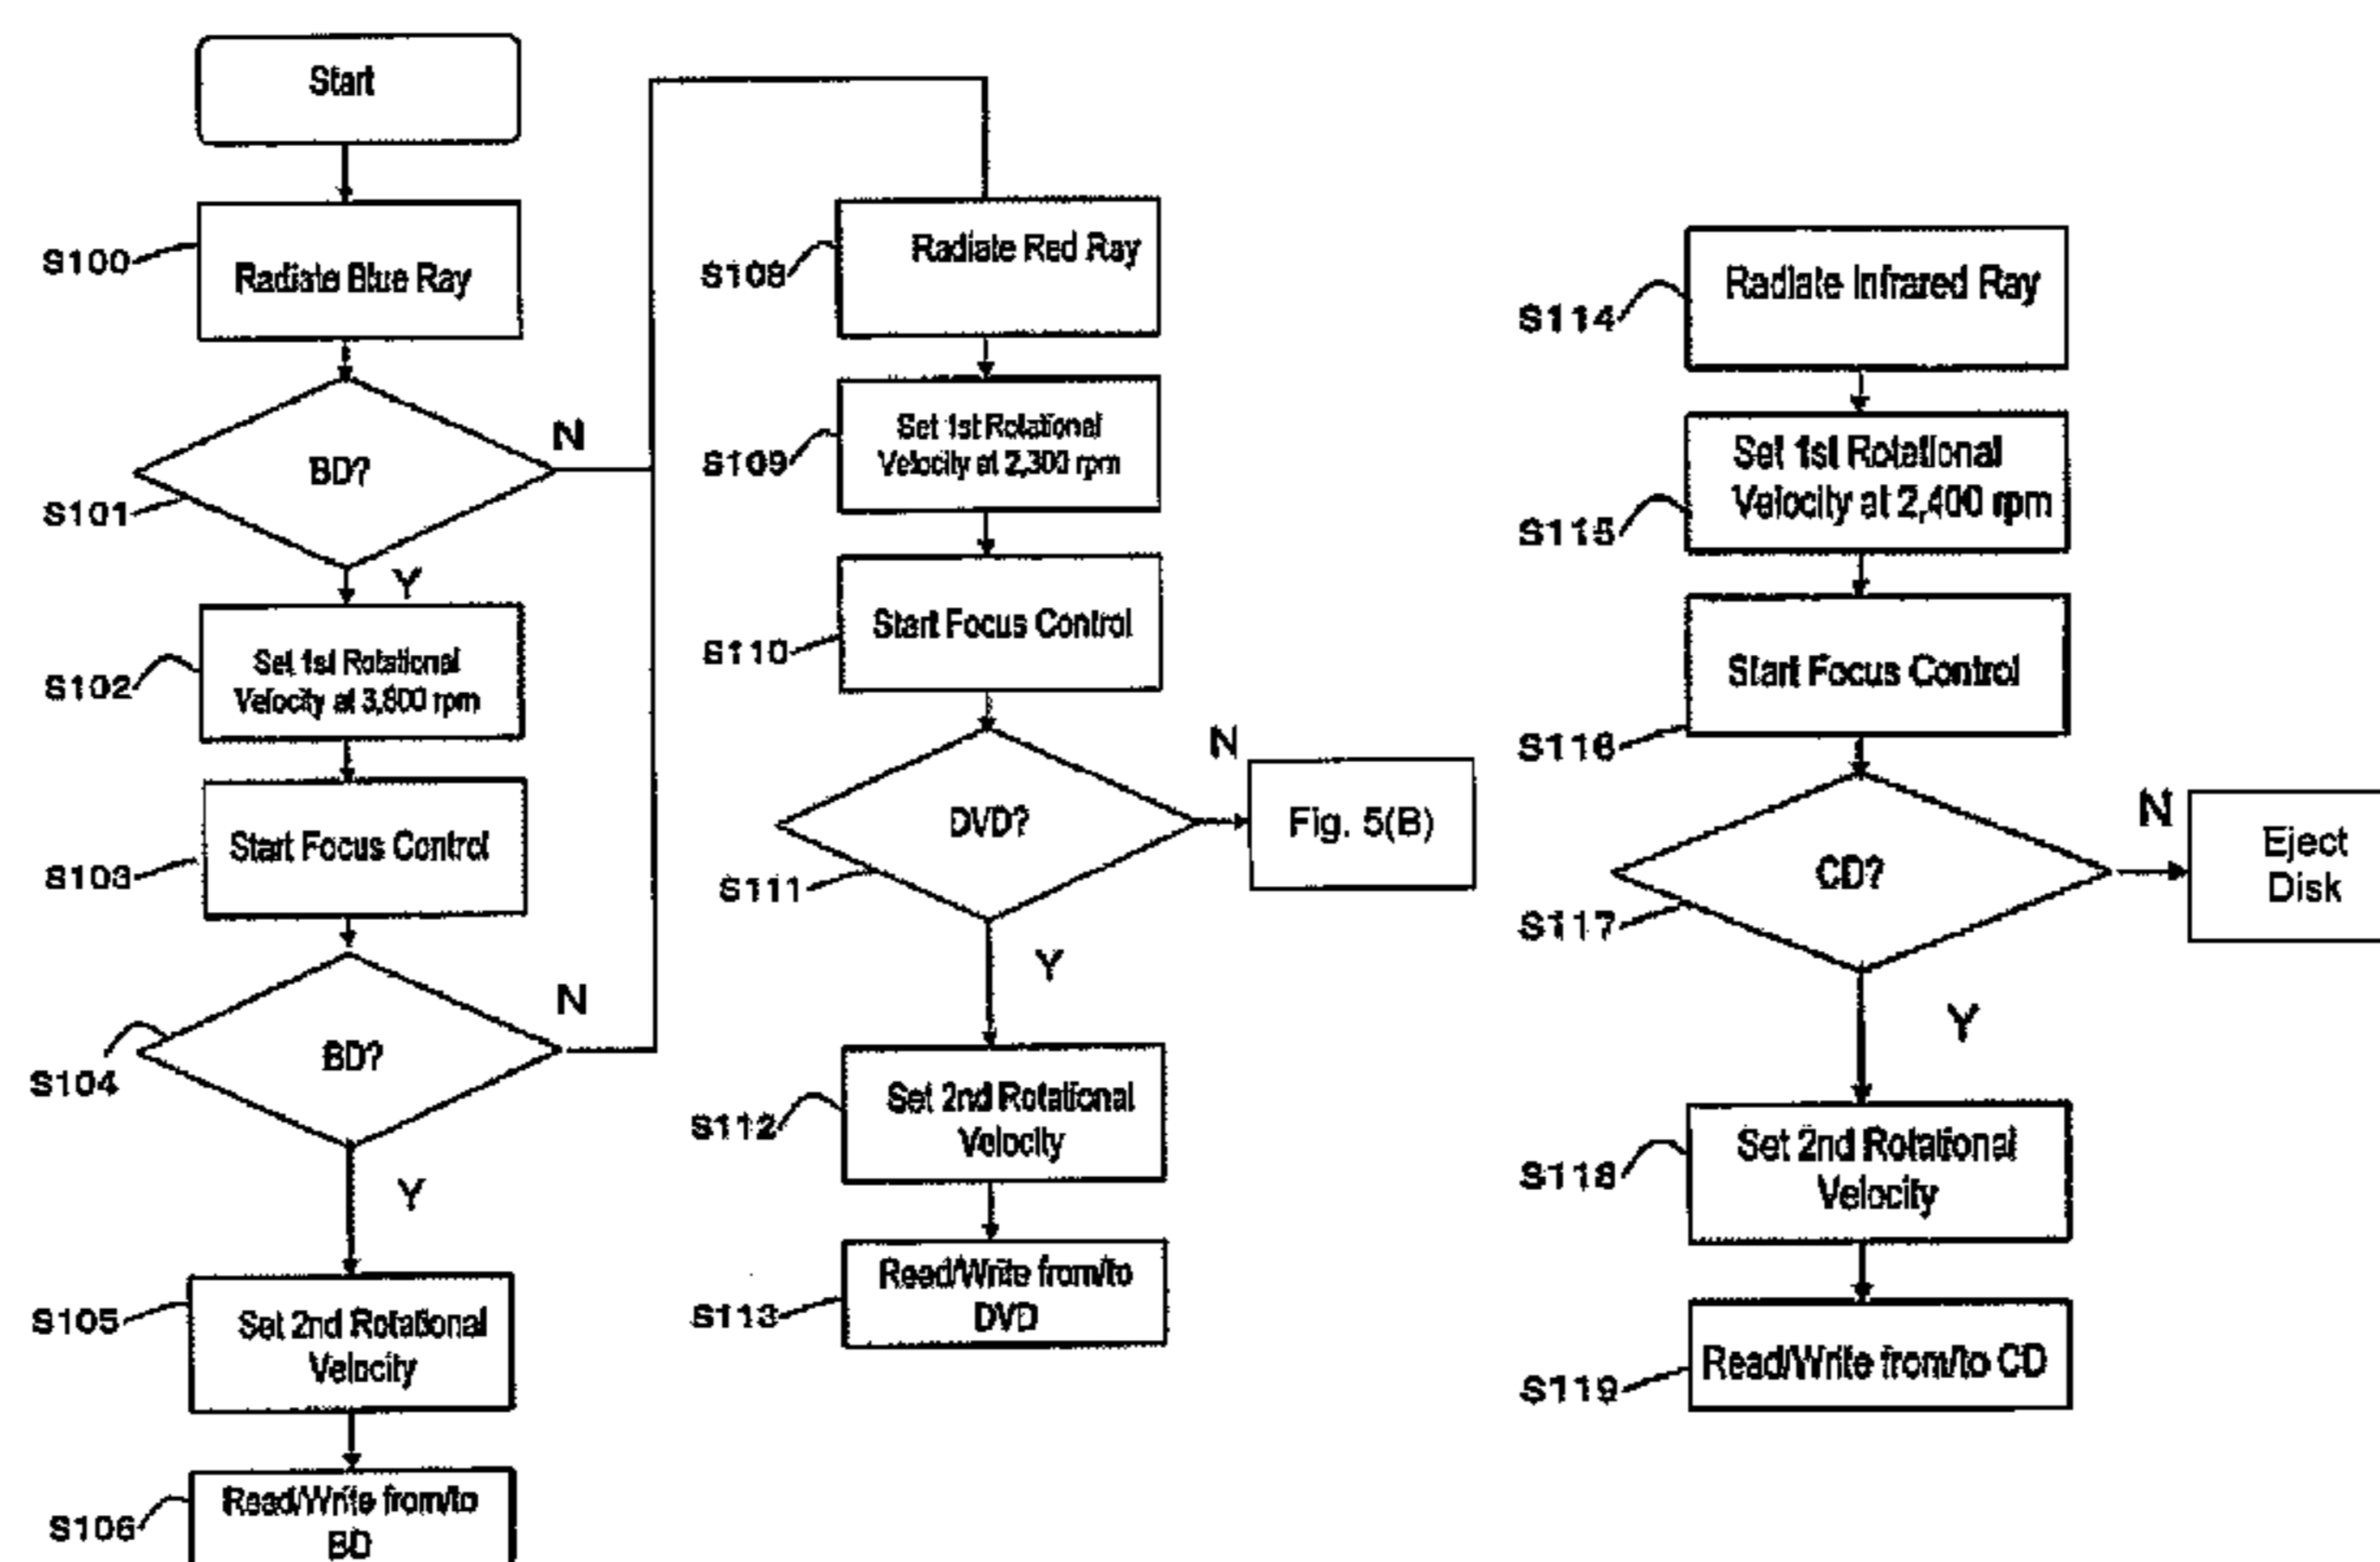 Start
S100
Radiate Blue Ray
S101
BD?
N
Y
S102
Set 1st Rotational
Velocity at 3,800 rpm
S103
Start Focus Control
S104
BD?
N
Y
S105
Set 2nd Rotational
Velocity
S106
Read/Write from/to
BD
S108
Radiate Red Ray
S109
Set 1st Rotational
Velocity at 2,300 rpm
S110
Start Focus Control
S111
DVD?
N
Fig. 5(B)
Y
S112
Set 2nd Rotational
Velocity
S113
Read/Write from/to
DVD
S114
Radiate Infrared Ray
S115
Set 1st Rotational
Velocity at 2,400 rpm
S116
Start Focus Control
S117
CD?
N
Eject
Disk
Y
S118
Set 2nd Rotational
Velocity
S119
Read/Write from/to CD